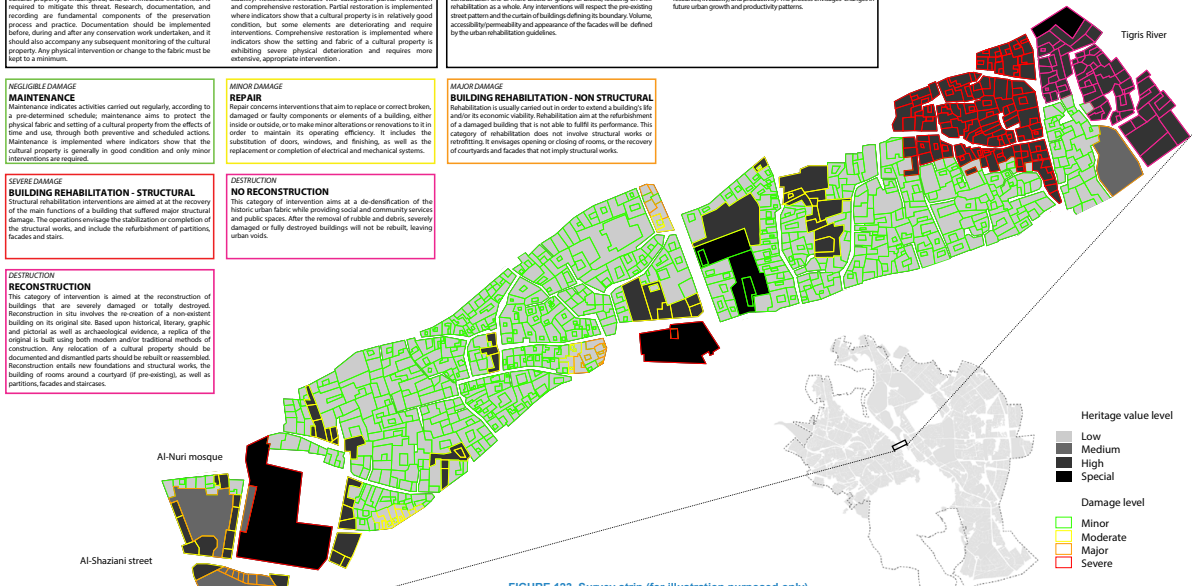 required to mitigate this threat. Research, documentation, and
recording are fundamental components of the preservation
process and practice. Documentation should be implemented
before, during and after any conservation work undertaken, and it
should also accompany any subsequent monitoring of the cultural
property. Any physical intervention or change to the fabric must be
kept to a minimum.
and comprehensive restoration. Partial restoration is implemented
where indicators show that a cultural property is in relatively good
condition, but some elements are deteriorating and require
interventions. Comprehensive restoration is implemented where
indicators show the setting and fabric of a cultural property is
exhibiting severe physical deterioration and requires more
extensive, appropriate intervention .
rehabilitation as a whole. Any interventions will respect the pre-existing
street pattern and the curtain of buildings defining its boundary. Volume,
accessibility/permeability and appearance of the facades will be defined
by the urban rehabilitation guidelines.
future urban growth and productivity patterns.
NEGLIGIBLE DAMAGE
MAINTENANCE
Maintenance indicates activities carried out regularly, according to
a pre-determined schedule; maintenance aims to protect the
physical fabric and setting of a cultural property from the effects of
time and use, through both preventive and scheduled actions.
Maintenance is implemented where indicators show that the
cultural property is generally in good condition and only minor
interventions are required.
MINOR DAMAGE
REPAIR
Repair concerns interventions that aim to replace or correct broken,
damaged or faulty components or elements of a building, either
inside or outside, or to make minor alterations or renovations to it in
order to maintain its operating efficiency. It includes the
substitution of doors, windows, and finishing, as well as the
replacement or completion of electrical and mechanical systems.
MAJOR DAMAGE
BUILDING REHABILITATION - NON STRUCTURAL
Rehabilitation is usually carried out in order to extend a building's life
and/or its economic viability. Rehabilitation aim at the refurbishment
of a damaged building that is not able to fullfil its performance. This
category of rehabilitation does not involve structural works or
retrofitting. It envisages opening or closing of rooms, or the recovery
of courtyards and facades that not imply structural works.
SEVERE DAMAGE
BUILDING REHABILITATION - STRUCTURAL
Structural rehabilitation interventions are aimed at at the recovery
of the main functions of a building that suffered major structural
damage. The operations envisage the stabilization or completion of
the structural works, and include the refurbishment of partitions,
facades and stairs.
DESTRUCTION
NO RECONSTRUCTION
This category of intervention aims at a de-densification of the
historic urban fabric while providing social and community services
and public spaces. After the removal of rubble and debris, severely
damaged or fully destroyed buildings will not be rebuilt, leaving
urban voids.
DESTRUCTION
RECONSTRUCTION
This category of intervention is aimed at the reconstruction of
buildings that are severely damaged or totally destroyed.
Reconstruction in situ involves the re-creation of a non-existent
building on its original site. Based upon historical, literary, graphic
and pictorial as well as archaeological evidence, a replica of the
original is built using both modern and/or traditional methods of
construction. Any relocation of a cultural property should be
documented and dismantled parts should be rebuilt or reassembled.
Reconstruction entails new foundations and structural works, the
building of rooms around a courtyard (if pre-existing), as well as
partitions, facades and staircases.
Tigris River
Al-Nuri mosque
Al-Shaziani street
Heritage value level
Low
Medium
High
Special
Damage level
Minor
Moderate
Major
Severe
FIGURE 123. Survey strip (for illustration purposed only)